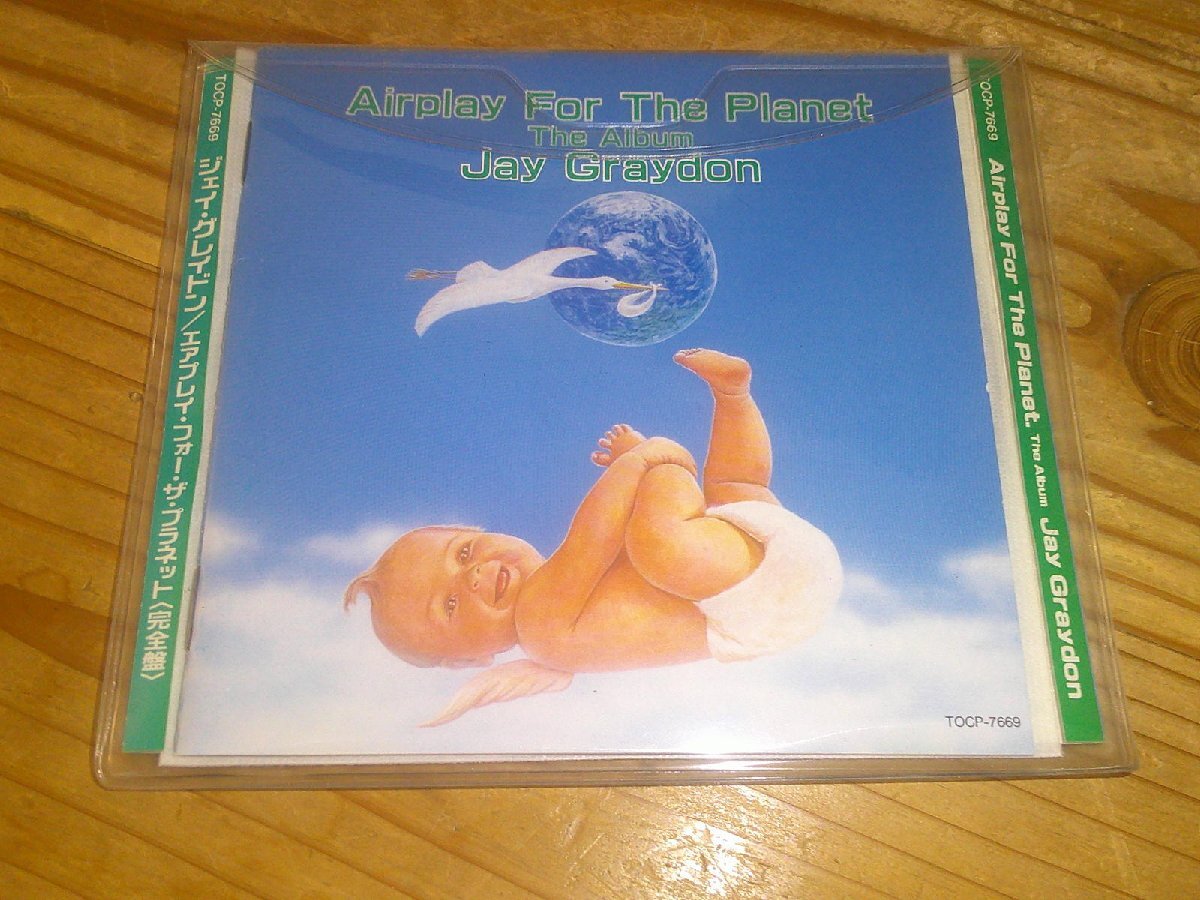 Airplay For The Planet
The Album
Jay Graydon
TOCP-7669
TOCP-7669 ジェイ・グレイドン/エアプレイ・フォー・ザ・プラネット〈完全盤〉
TOCP-7669 Airplay For The Planet. The Album Jay Graydon